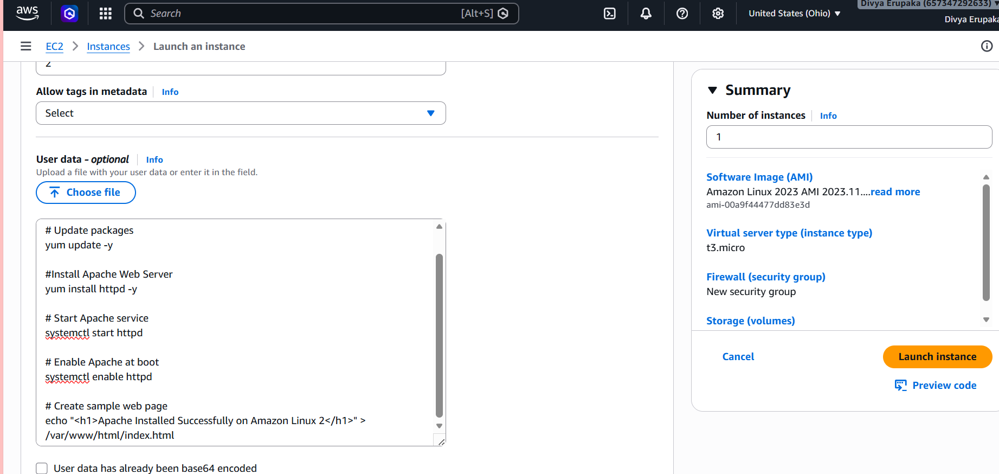 aws
Search
[Alt+S]
United States (Ohio)
Divya Erupaka (657347292633)
Divya Erupaka
EC2
Instances
Launch an instance
2
Allow tags in metadata
Info
Select
User data - optional
Info
Upload a file with your user data or enter it in the field.
Choose file
# Update packages
yum update -y
#Install Apache Web Server
yum install httpd -y
# Start Apache service
systemctl start httpd
# Enable Apache at boot
systemctl enable httpd
# Create sample web page
echo "<h1>Apache Installed Successfully on Amazon Linux 2</h1>" >
/var/www/html/index.html
User data has already been base64 encoded
Summary
Number of instances
Info
1
Software Image (AMI)
Amazon Linux 2023 AMI 2023.11....read more
ami-00a9f44477dd83e3d
Virtual server type (instance type)
t3.micro
Firewall (security group)
New security group
Storage (volumes)
Cancel
Launch instance
Preview code